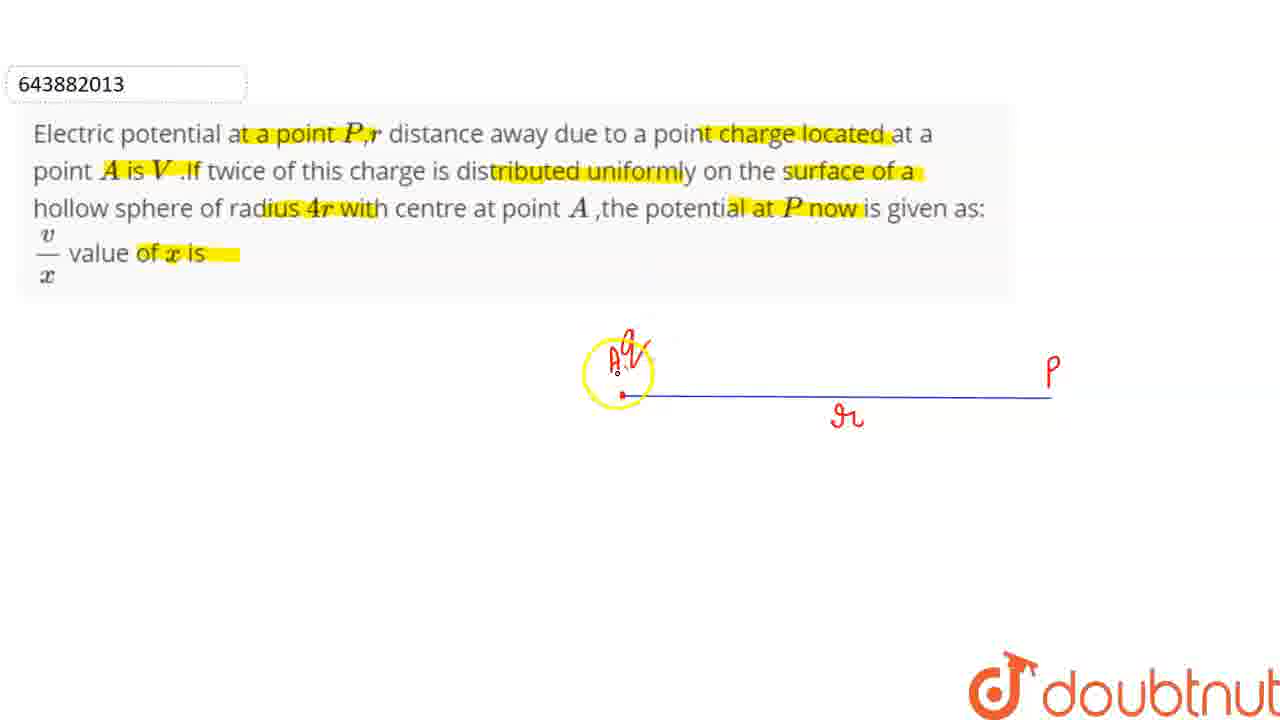 643882013
Electric potential at a point P,r distance away due to a point charge located at a
point A is V .If twice of this charge is distributed uniformly on the surface of a
hollow sphere of radius 4r with centre at point A ,the potential at P now is given as:
v/x value of x is
A q P
r
doubtnut